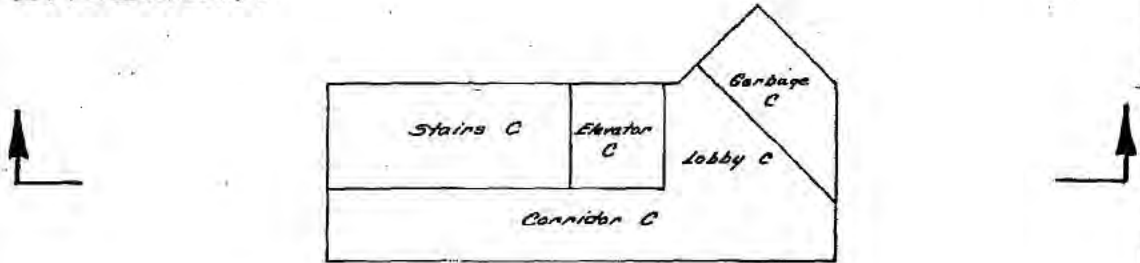 Garbage
C
Stairs C
Elevator
C
Lobby C
Corridor C